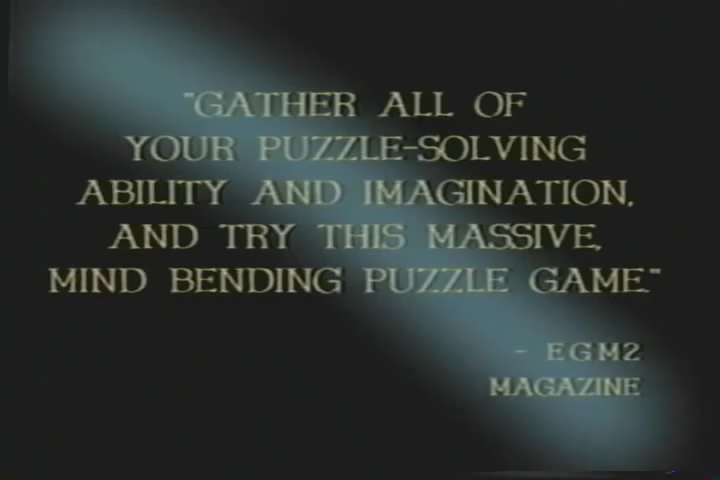 "GATHER ALL OF
YOUR PUZZLE-SOLVING
ABILITY AND IMAGINATION,
AND TRY THIS MASSIVE,
MIND BENDING PUZZLE GAME."
- EGM2
MAGAZINE